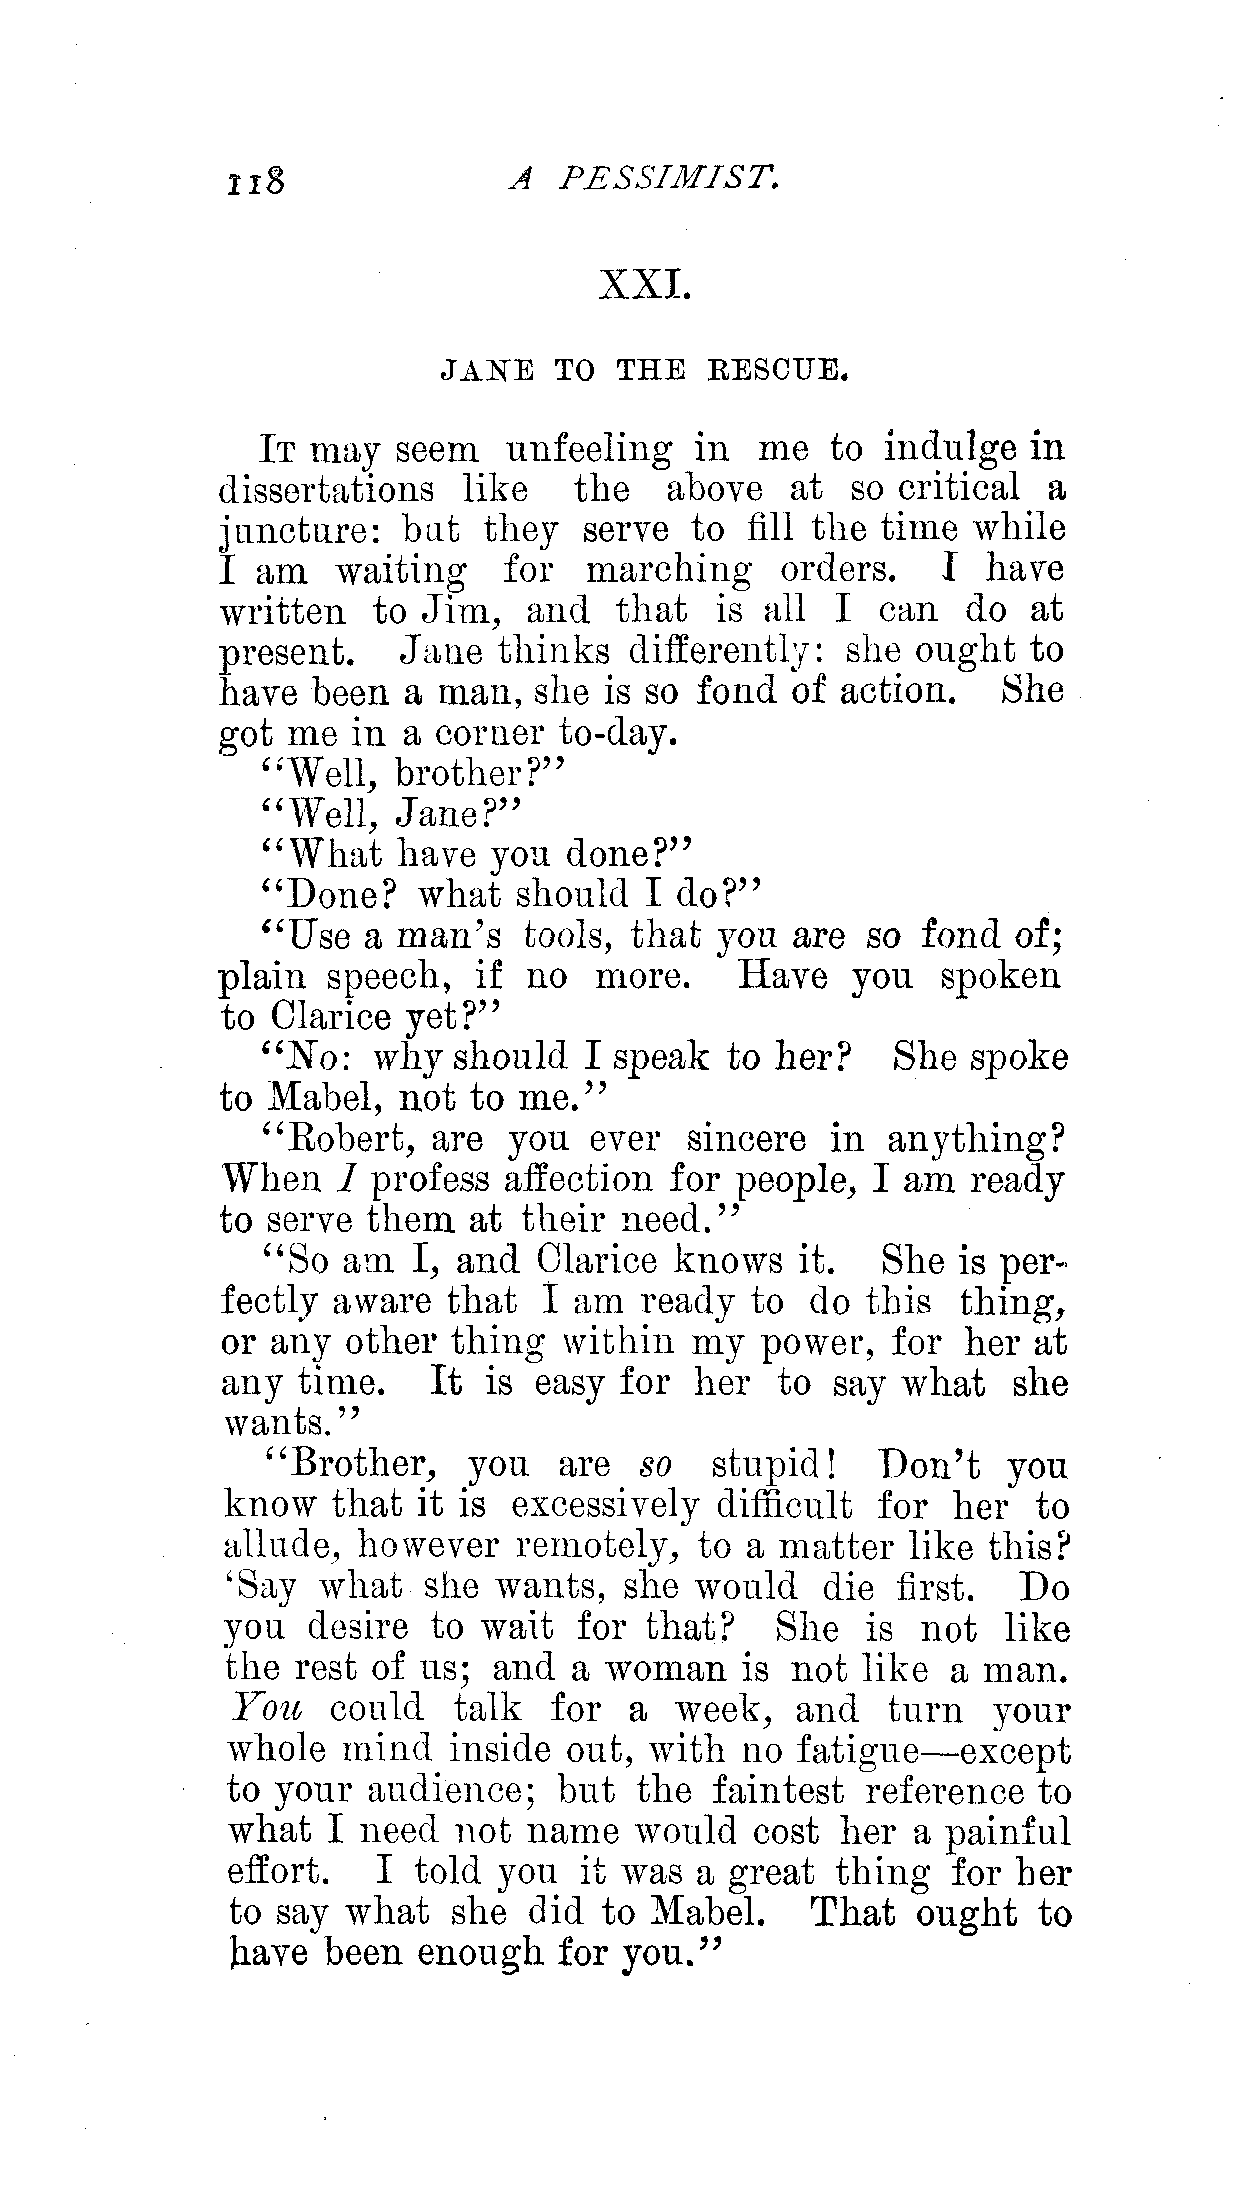 118 A PESSIMIST.
XXI.
JANE TO THE RESCUE.
IT may seem unfeeling in me to indulge in
dissertations like the above at so critical a
juncture: but they serve to fill the time while
I am waiting for marching orders. I have
written to Jim, and that is all I can do at
present. Jane thinks differently: she ought to
have been a man, she is so fond of action. She
got me in a corner to-day.
"Well, brother?"
"Well, Jane?"
"What have you done?"
"Done? what should I do?"
"Use a man's tools, that you are so fond of;
plain speech, if no more. Have you spoken
to Clarice yet?"
"No: why should I speak to her? She spoke
to Mabel, not to me."
"Robert, are you ever sincere in anything?
When I profess affection for people, I am ready
to serve them at their need."
"So am I, and Clarice knows it. She is per-
fectly aware that I am ready to do this thing,
or any other thing within my power, for her at
any time. It is easy for her to say what she
wants."
"Brother, you are so stupid! Don't you
know that it is excessively difficult for her to
allude, however remotely, to a matter like this?
'Say what she wants, she would die first. Do
you desire to wait for that? She is not like
the rest of us; and a woman is not like a man.
You could talk for a week, and turn your
whole mind inside out, with no fatigue—except
to your audience; but the faintest reference to
what I need not name would cost her a painful
effort. I told you it was a great thing for her
to say what she did to Mabel. That ought to
have been enough for you."